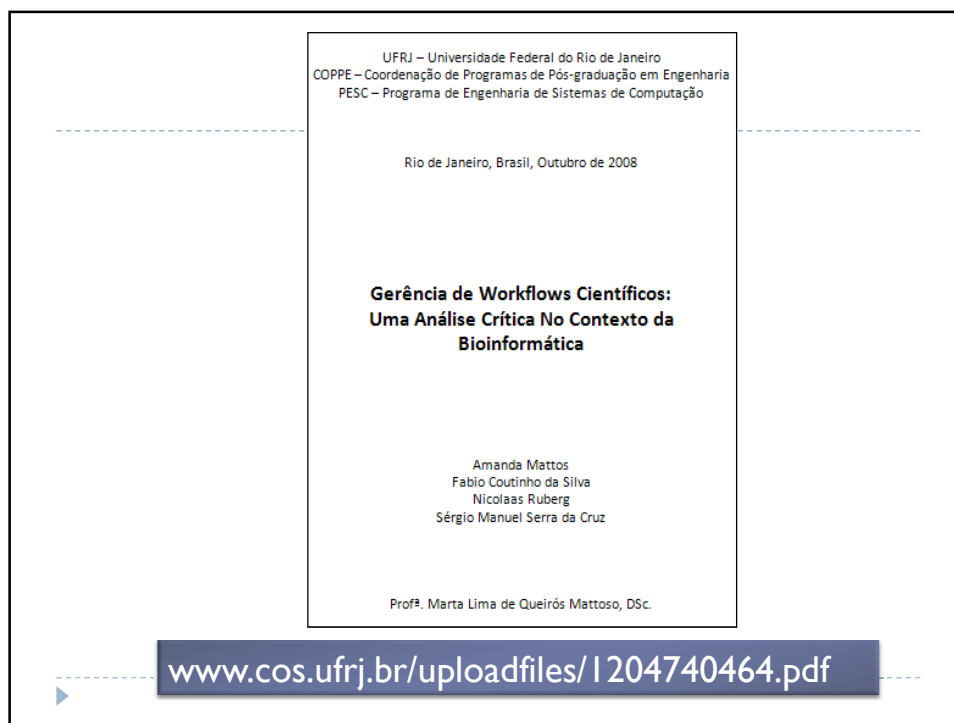 UFRJ – Universidade Federal do Rio de Janeiro
COPPE – Coordenação de Programas de Pós-graduação em Engenharia
PESC – Programa de Engenharia de Sistemas de Computação
Rio de Janeiro, Brasil, Outubro de 2008
Gerência de Workflows Científicos:
Uma Análise Crítica No Contexto da
Bioinformática
Amanda Mattos
Fabio Coutinho da Silva
Nicolaas Ruberg
Sérgio Manuel Serra da Cruz
Profª. Marta Lima de Queirós Mattoso, DSc.
www.cos.ufrj.br/uploadfiles/1204740464.pdf